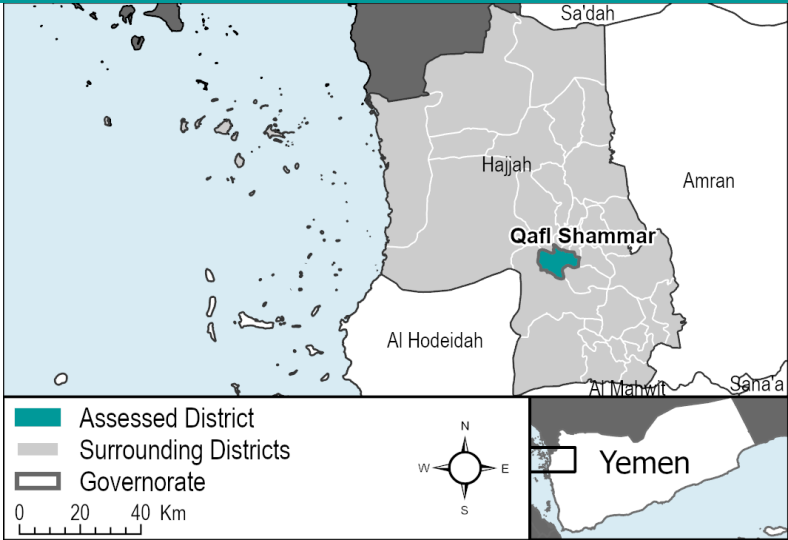 Sa'dah
Hajjah
Amran
Qafl Shammar
Al Hodeidah
Al Mahwit
Sana'a
Assessed District
Surrounding Districts
Governorate
0 20 40 Km
N
W E
S
Yemen